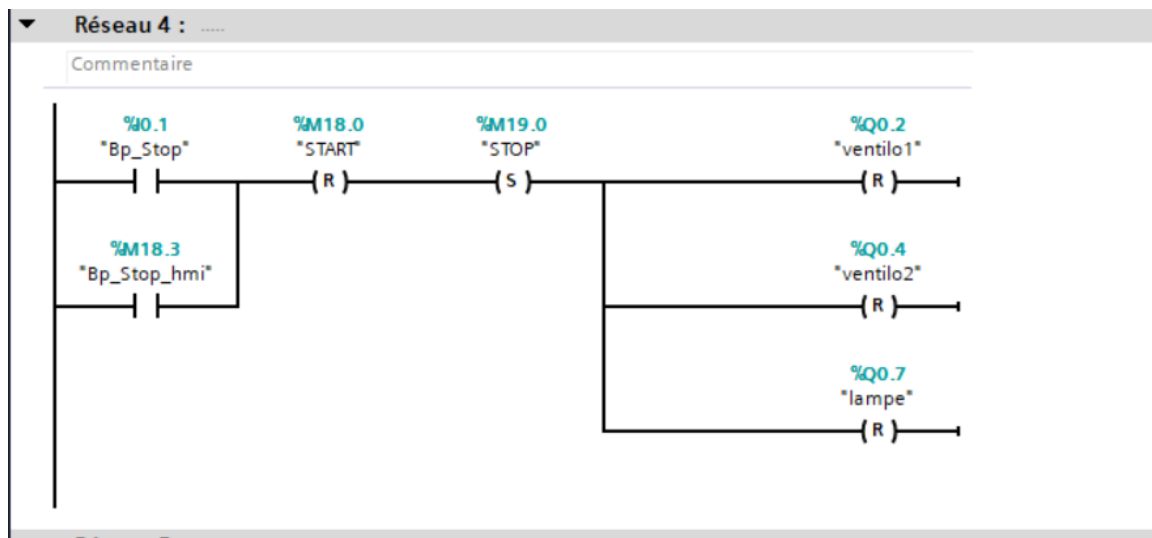 Réseau 4 : .....
Commentaire
%I0.1 %M18.0 %M19.0 %Q0.2
"Bp_Stop" "START" "STOP" "ventilo1"
( R ) ( S ) ( R )
%M18.3 %Q0.4
"Bp_Stop_hmi" "ventilo2"
( R )
%Q0.7
"lampe"
( R )